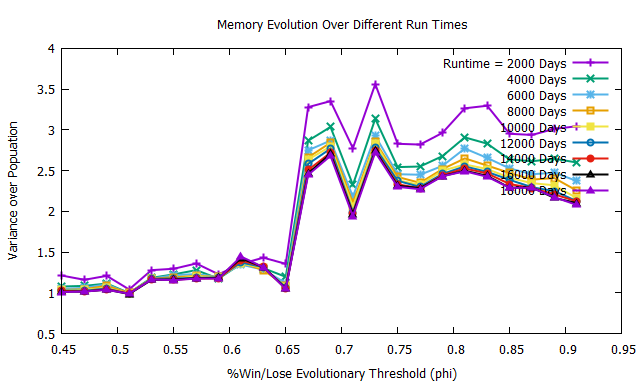 Memory Evolution Over Different Run Times
4
3.5
3
2.5
2
1.5
1
0.5
Variance over Poppuation
Runtime = 2000 Days
4000 Days
6000 Days
8000 Days
10000 Days
12000 Days
14000 Days
16000 Days
18000 Days
0.45 0.5 0.55 0.6 0.65 0.7 0.75 0.8 0.85 0.9 0.95
%Win/Lose Evolutionary Threshold (phi)